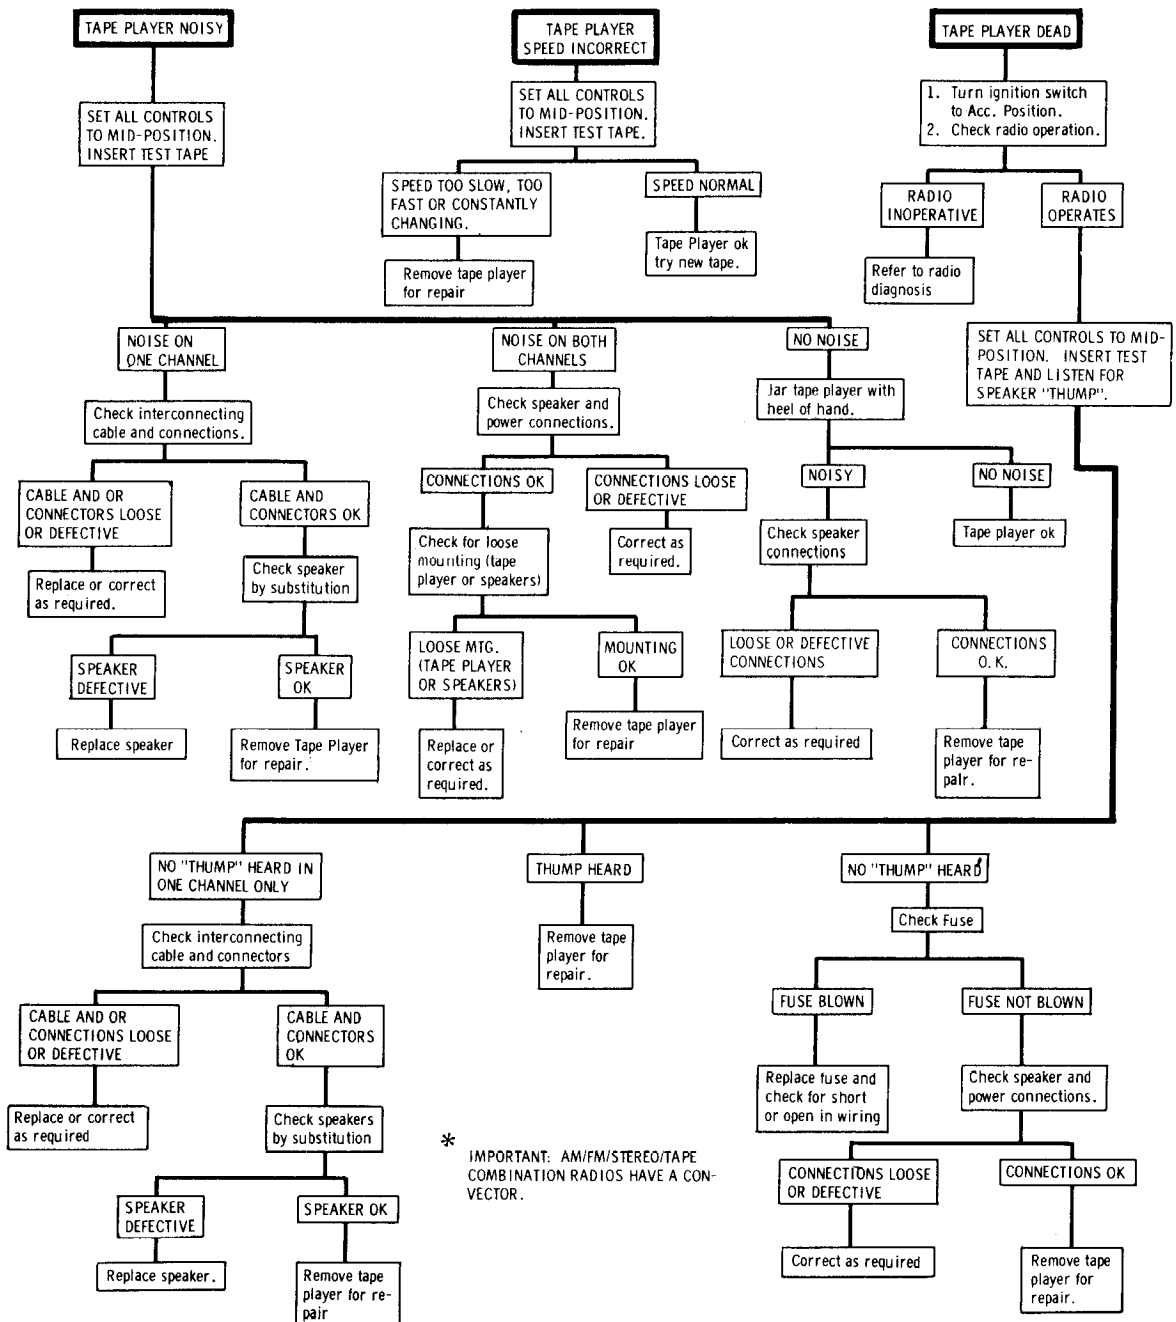 TAPE PLAYER NOISY
TAPE PLAYER
SPEED INCORRECT
TAPE PLAYER DEAD
SET ALL CONTROLS
TO MID-POSITION.
INSERT TEST TAPE
SET ALL CONTROLS
TO MID-POSITION.
INSERT TEST TAPE.
1. Turn ignition switch
to Acc. Position.
2. Check radio operation.
SPEED TOO SLOW, TOO
FAST OR CONSTANTLY
CHANGING.
SPEED NORMAL
RADIO
INOPERATIVE
RADIO
OPERATES
Remove tape player
for repair
Tape Player ok
try new tape.
Refer to radio
diagnosis
NOISE ON
ONE CHANNEL
NOISE ON BOTH
CHANNELS
NO NOISE
SET ALL CONTROLS TO MID-
POSITION. INSERT TEST
TAPE AND LISTEN FOR
SPEAKER "THUMP".
Check interconnecting
cable and connections.
Check speaker and
power connections.
Jar tape player with
heel of hand.
CABLE AND OR
CONNECTORS LOOSE
OR DEFECTIVE
CABLE AND
CONNECTORS OK
CONNECTIONS OK
CONNECTIONS LOOSE
OR DEFECTIVE
NOISY
NO NOISE
Replace or correct
as required.
Check speaker
by substitution
Check for loose
mounting (tape
player or speakers)
Correct as
required.
Check speaker
connections
Tape player ok
SPEAKER
DEFECTIVE
SPEAKER
OK
LOOSE MTG.
(TAPE PLAYER
OR SPEAKERS)
MOUNTING
OK
LOOSE OR DEFECTIVE
CONNECTIONS
CONNECTIONS
O. K.
Replace speaker
Remove Tape Player
for repair.
Replace or
correct as
required.
Remove tape player
for repair
Correct as required
Remove tape
player for re-
pair.
NO "THUMP" HEARD IN
ONE CHANNEL ONLY
THUMP HEARD
NO "THUMP" HEARD
Check interconnecting
cable and connectors
Remove tape
player for
repair.
Check Fuse
CABLE AND OR
CONNECTIONS LOOSE
OR DEFECTIVE
CABLE AND
CONNECTORS
OK
FUSE BLOWN
FUSE NOT BLOWN
Replace or correct
as required
Check speakers
by substitution
Replace fuse and
check for short
or open in wiring
Check speaker and
power connections.
SPEAKER
DEFECTIVE
SPEAKER OK
* IMPORTANT: AM/FM/STEREO/TAPE
COMBINATION RADIOS HAVE A CON-
VECTOR.
CONNECTIONS LOOSE
OR DEFECTIVE
CONNECTIONS OK
Replace speaker.
Remove tape
player for re-
pair
Correct as required
Remove tape
player for
repair.